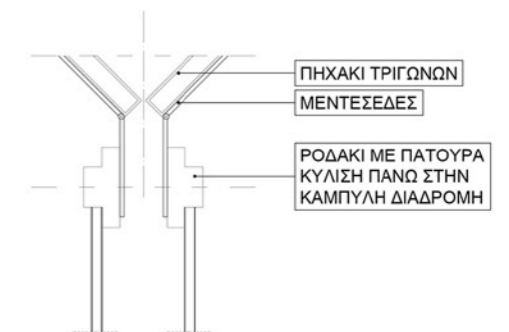 ΠΗΧΑΚΙ ΤΡΙΓΩΝΩΝ
ΜΕΝΤΕΣΕΔΕΣ
ΡΟΔΑΚΙ ΜΕ ΠΑΤΟΥΡΑ
ΚΥΛΙΣΗ ΠΑΝΩ ΣΤΗΝ
ΚΑΜΠΥΛΗ ΔΙΑΔΡΟΜΗ